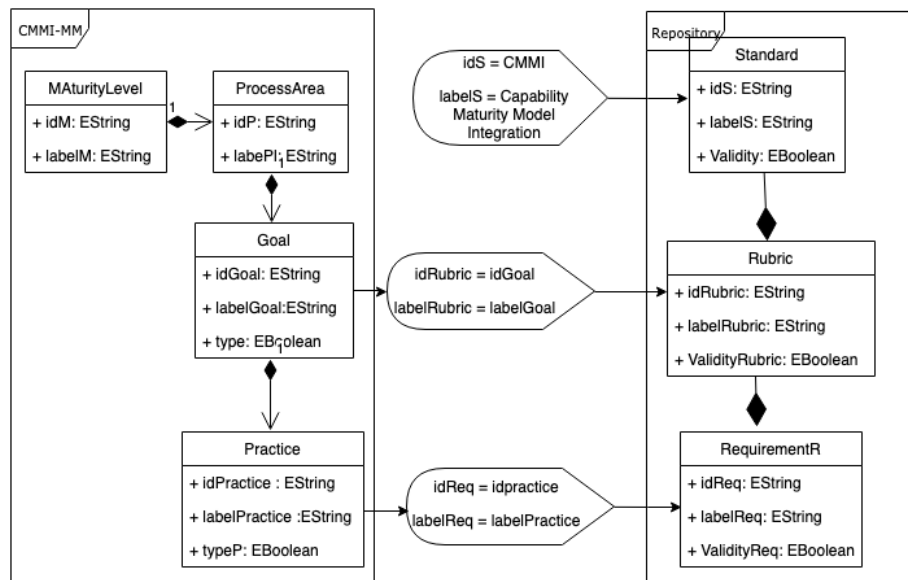 CMMI-MM
MAturityLevel
+ idM: EString
+ labelM: EString
1
ProcessArea
+ idP: EString
+ labePl: EString
1
Goal
+ idGoal: EString
+ labelGoal:EString
+ type: EBoolean
1
Practice
+ idPractice : EString
+ labelPractice :EString
+ typeP: EBoolean
idS = CMMI
labelS = Capability
Maturity Model
Integration
idRubric = idGoal
labelRubric = labelGoal
idReq = idpractice
labelReq = labelPractice
Repository
Standard
+ idS: EString
+ labelS: EString
+ Validity: EBoolean
Rubric
+ idRubric: EString
+ labelRubric: EString
+ ValidityRubric: EBoolean
RequirementR
+ idReq: EString
+ labelReq: EString
+ ValidityReq: EBoolean